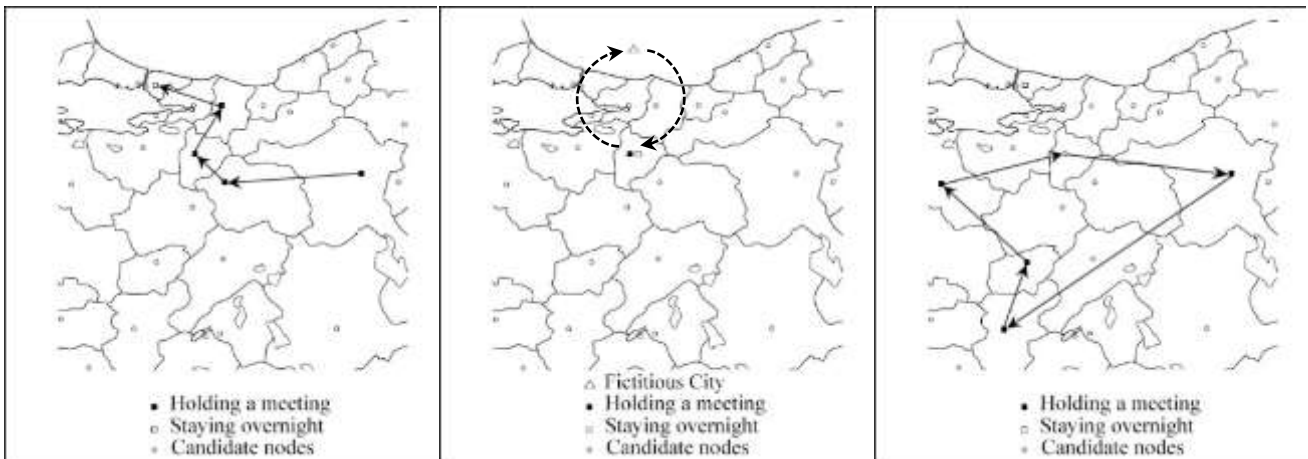 Holding a meeting
Staying overnight
Candidate nodes
Fictitious City
Holding a meeting
Staying overnight
Candidate nodes
Holding a meeting
Staying overnight
Candidate nodes